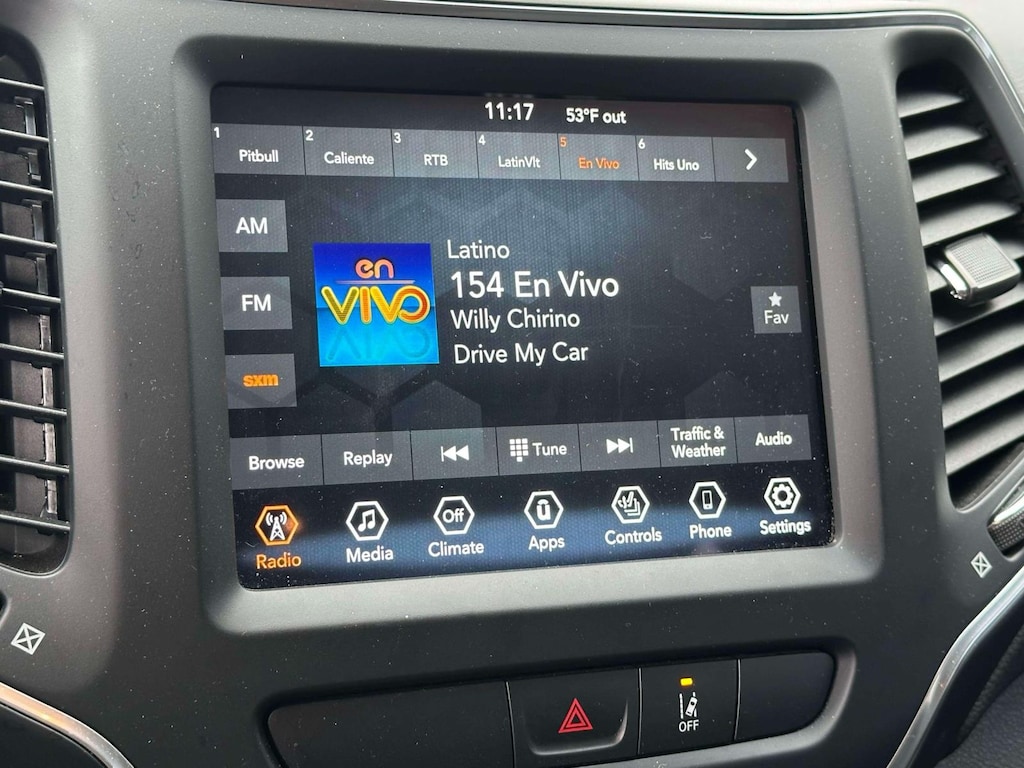 11:17 53°F out
1 Pitbull 2 Caliente 3 RTB 4 LatinVlt 5 En Vivo 6 Hits Uno
AM
FM
sxm
en
VIVO
Latino
154 En Vivo
Willy Chirino
Drive My Car
Fav
Browse Replay Tune Traffic & Weather Audio
Radio Media Off Climate Apps Controls Phone Settings
OFF